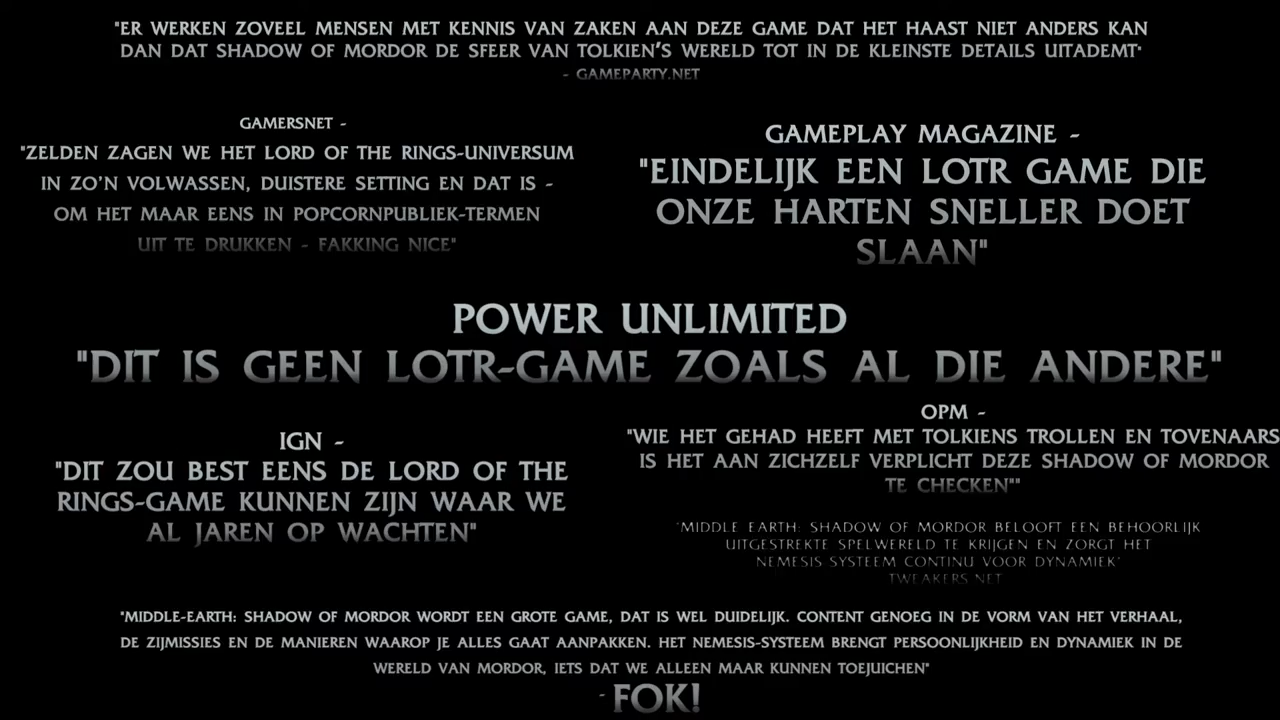 "ER WERKEN ZOVEEL MENSEN MET KENNIS VAN ZAKEN AAN DEZE GAME DAT HET HAAST NIET ANDERS KAN
DAN DAT SHADOW OF MORDOR DE SFEER VAN TOLKIEN'S WERELD TOT IN DE KLEINSTE DETAILS UITADEMT"
- GAMEPARTY.NET
GAMERSNET -
"ZELDEN ZAGEN WE HET LORD OF THE RINGS-UNIVERSUM
IN ZO'N VOLWASSEN, DUISTERE SETTING EN DAT IS -
OM HET MAAR EENS IN POPCORNPUBLIEK-TERMEN
UIT TE DRUKKEN - FAKKING NICE"
GAMEPLAY MAGAZINE -
"EINDELIJK EEN LOTR GAME DIE
ONZE HARTEN SNELLER DOET
SLAAN"
POWER UNLIMITED
"DIT IS GEEN LOTR-GAME ZOALS AL DIE ANDERE"
IGN -
"DIT ZOU BEST EENS DE LORD OF THE
RINGS-GAME KUNNEN ZIJN WAAR WE
AL JAREN OP WACHTEN"
OPM -
"WIE HET GEHAD HEEFT MET TOLKIENS TROLLEN EN TOVENAARS
IS HET AAN ZICHZELF VERPLICHT DEZE SHADOW OF MORDOR
TE CHECKEN""
'MIDDLE EARTH: SHADOW OF MORDOR BELOOFT EEN BEHOORLIJK
UITGESTREKTE SPELWERELD TE KRIJGEN EN ZORGT HET
NEMESIS SYSTEEM CONTINU VOOR DYNAMIEK'
TWEAKERS.NET
"MIDDLE-EARTH: SHADOW OF MORDOR WORDT EEN GROTE GAME, DAT IS WEL DUIDELIJK. CONTENT GENOEG IN DE VORM VAN HET VERHAAL,
DE ZIJMISSIES EN DE MANIEREN WAAROP JE ALLES GAAT AANPAKKEN. HET NEMESIS-SYSTEEM BRENGT PERSOONLIJKHEID EN DYNAMIEK IN DE
WERELD VAN MORDOR, IETS DAT WE ALLEEN MAAR KUNNEN TOEJUICHEN"
- FOK!